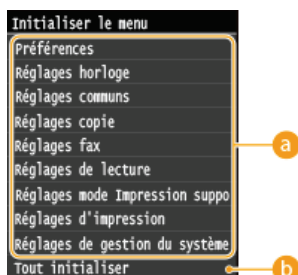 Initialiser le menu
Préférences
Réglages horloge
Réglages communs
Réglages copie
Réglages fax
Réglages de lecture
Réglages mode Impression suppo
Réglages d'impression
Réglages de gestion du système
Tout initialiser
a
b